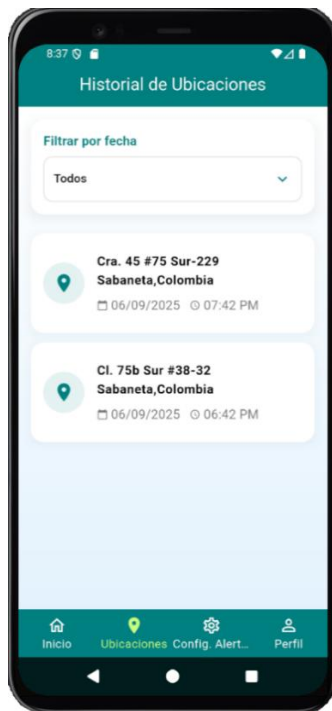 8:37
Historial de Ubicaciones
Filtrar por fecha
Todos
Cra. 45 #75 Sur-229
Sabaneta,Colombia
06/09/2025 07:42 PM
Cl. 75b Sur #38-32
Sabaneta,Colombia
06/09/2025 06:42 PM
Inicio Ubicaciones Config. Alert... Perfil